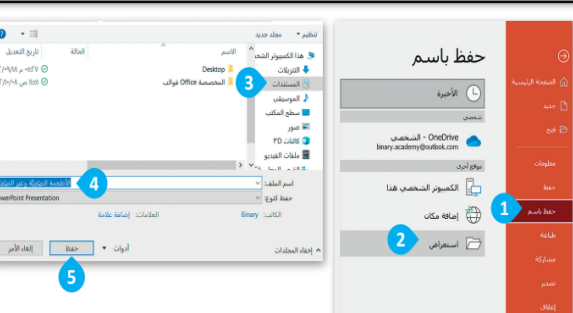 حفظ باسم
الصفحة الرئيسية
جديد
فتح
معلومات
حفظ
حفظ باسم
طباعة
مشاركة
تصدير
إغلاق
1
الأخيرة
شخصي
OneDrive - الشخصي
binary.academy@outlook.com
مواقع أخرى
الكمبيوتر الشخصي هذا
إضافة مكان
استعراض
2
تنظيم
مجلد جديد
هذا الكمبيوتر الشخ
التنزيلات
المستندات
الموسيقى
سطح المكتب
صور
كائنات 3D
ملفات الفيديو
3
الاسم
الحالة
تاريخ التعديل
Desktop
قوالب Office المخصصة
اسم الملف:
4
حفظ كنوع:
PowerPoint Presentation
الكاتب: Binary
العلامات: إضافة علامة
إخفاء المجلدات
أدوات
حفظ
إلغاء الأمر
5